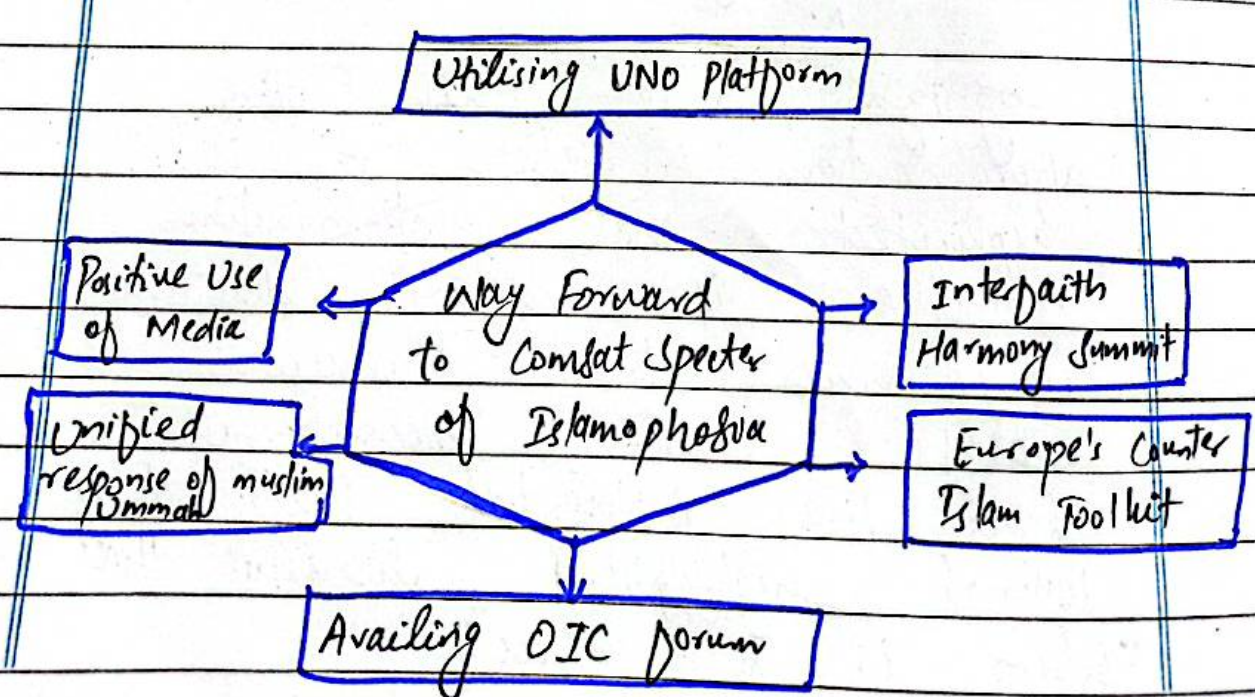 Utilising UNO Platform
Positive Use
of Media
Way Forward
to Combat Specter
of Islamophobia
Interfaith
Harmony Summit
Unified
response of muslim
Ummah
Europe's Counter
Islam Toolkit
Availing OIC forum